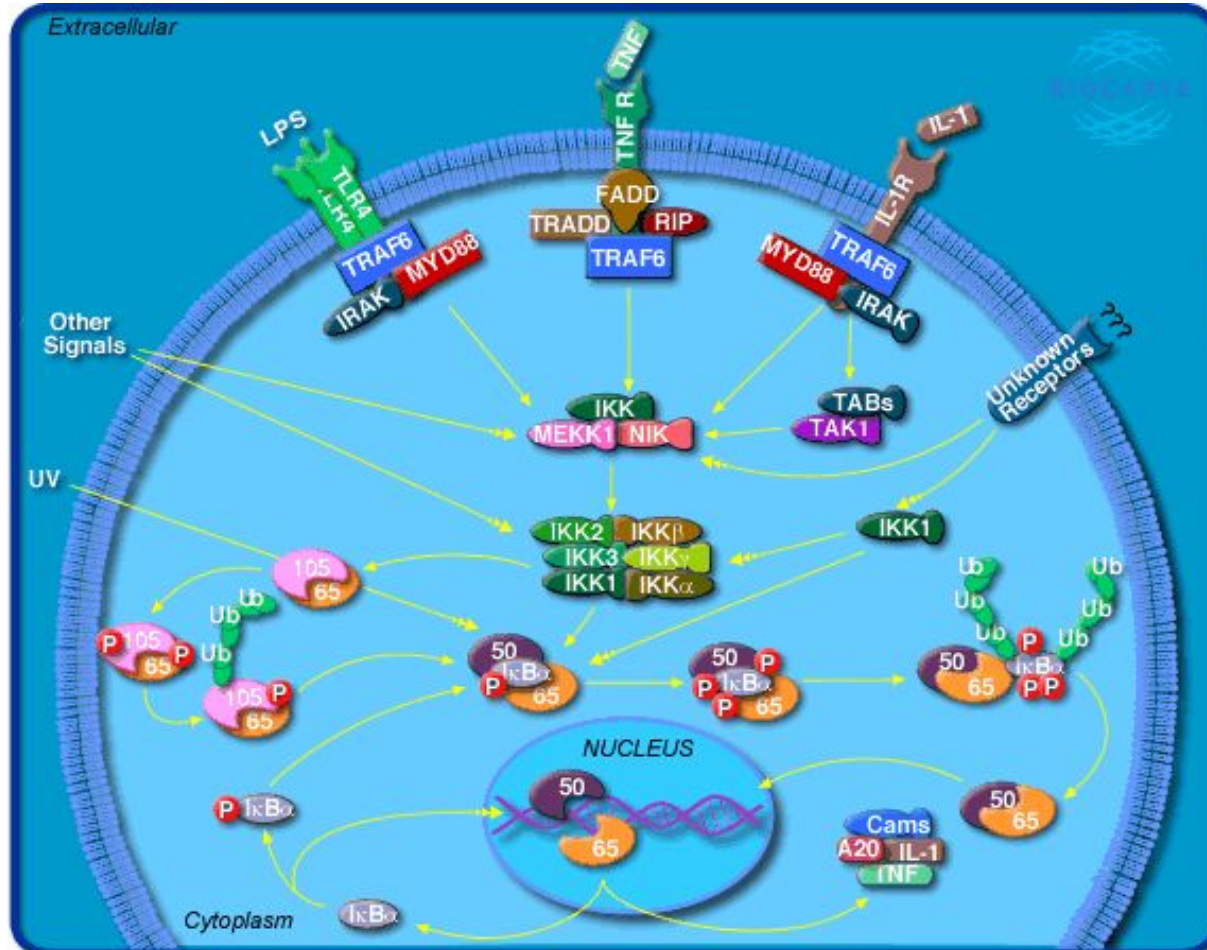 Extracellular
BIOCARTA
TNF
TNF R
LPS
TLR4
TLR4
TRAF6
MYD88
IRAK
FADD
TRADD
RIP
TRAF6
IL-1
IL-1R
MYD88
TRAF6
IRAK
???
Unknown
Receptors
Other
Signals
UV
IKK
MEKK1
NIK
TABs
TAK1
IKK2
IKKβ
IKK3
IKKγ
IKK1
IKKα
IKK1
105
65
P
105
65
P
Ub
Ub
Ub
105
65
P
50
IκBα
P
65
50
P
IκBα
P
P
65
Ub
Ub
Ub
Ub
Ub
P
50
IκBα
65
P
P
NUCLEUS
50
65
P
IκBα
IκBα
50
65
Cams
A20
IL-1
TNF
Cytoplasm